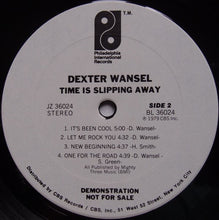 T.M.
Philadelphia
International
Records
DEXTER WANSEL
TIME IS SLIPPING AWAY
JZ 36024
STEREO
SIDE 2
BL 36024
℗ 1979 CBS Inc.
1. IT'S BEEN COOL 5:00 -D. Wansel-
2. LET ME ROCK YOU 4:32 -D. Wansel-
3. NEW BEGINNING 4:37 -H. Smith-
4. ONE FOR THE ROAD 4:39 -D. Wansel -
S. Green-
All Published by Mighty
Three Music (BMI)
DEMONSTRATION
NOT FOR SALE
Distributed by CBS Records / CBS, Inc., 51 West 52 Street, New York City